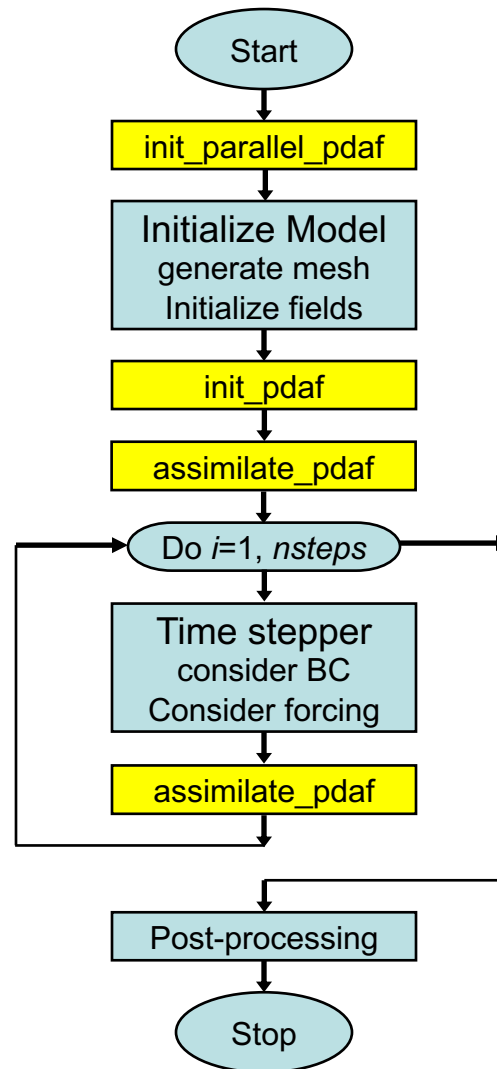 Start
init_parallel_pdaf
Initialize Model
generate mesh
Initialize fields
init_pdaf
assimilate_pdaf
Do i=1, nsteps
Time stepper
consider BC
Consider forcing
assimilate_pdaf
Post-processing
Stop